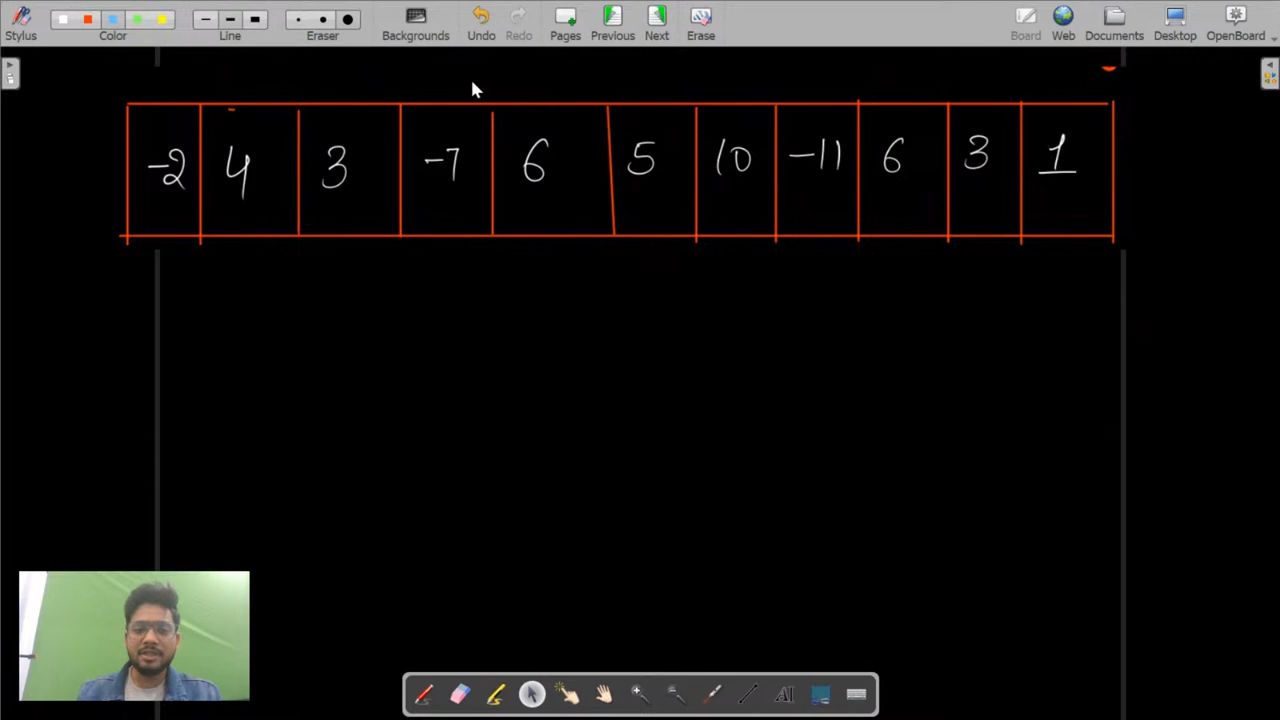 Stylus Color Line Eraser Backgrounds Undo Redo Pages Previous Next Erase Board Web Documents Desktop OpenBoard
-2 4 3 -7 6 5 10 -11 6 3 1
AI